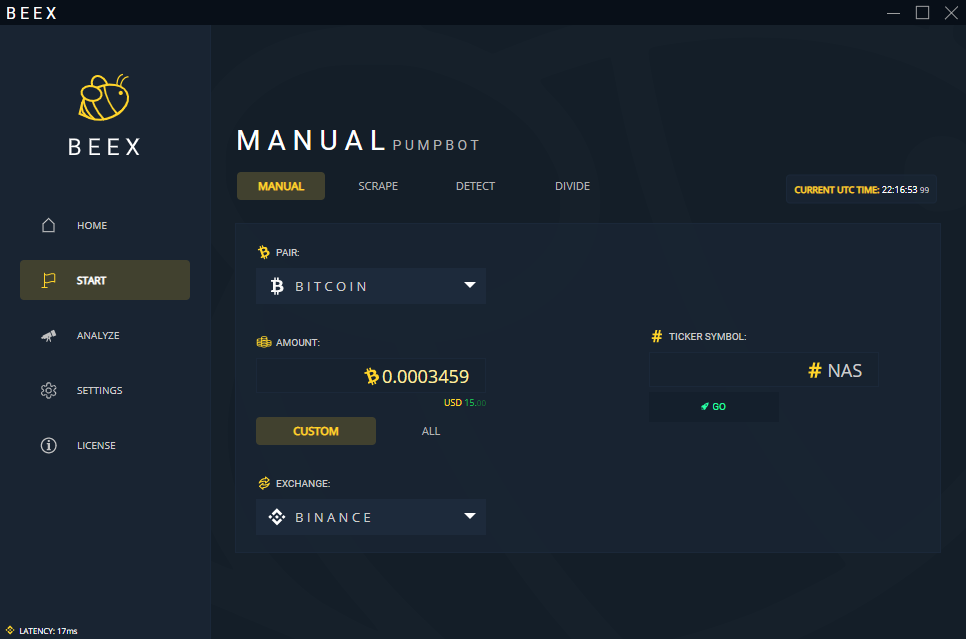 BEEX
BEEX
HOME
START
ANALYZE
SETTINGS
LICENSE
LATENCY: 17ms
MANUAL PUMPBOT
MANUAL SCRAPE DETECT DIVIDE
CURRENT UTC TIME: 22:16:53 99
PAIR:
BITCOIN
AMOUNT:
0.0003459
USD 15.00
CUSTOM ALL
EXCHANGE:
BINANCE
TICKER SYMBOL:
# NAS
GO